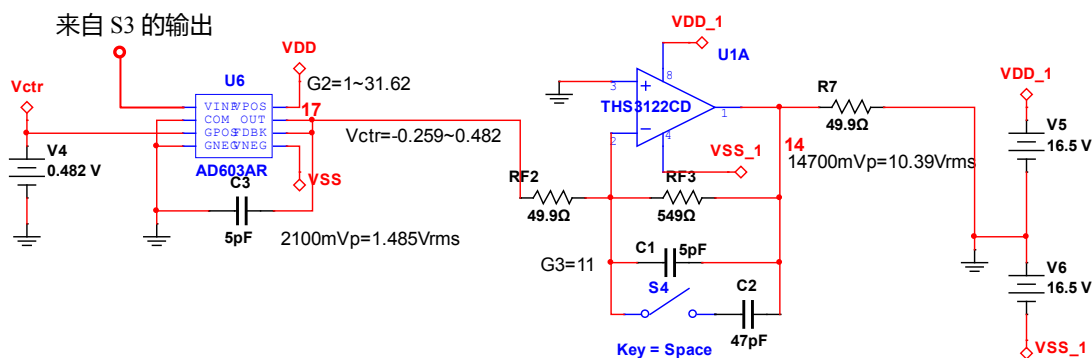 来自 S3 的输出
Vctr
V4
0.482 V
VDD
U6
G2=1~31.62
VINP VPOS
COM OUT
GPOS FDBK
GNEG VNEG
17
AD603AR
VSS
C3
5pF
Vctr=-0.259~0.482
2100mVp=1.485Vrms
RF2
49.9Ω
VDD_1
U1A
3
8
THS3122CD
1
2
4
VSS_1
14
14700mVp=10.39Vrms
RF3
549Ω
C1
5pF
G3=11
S4
C2
47pF
Key = Space
R7
49.9Ω
VDD_1
V5
16.5 V
V6
16.5 V
VSS_1